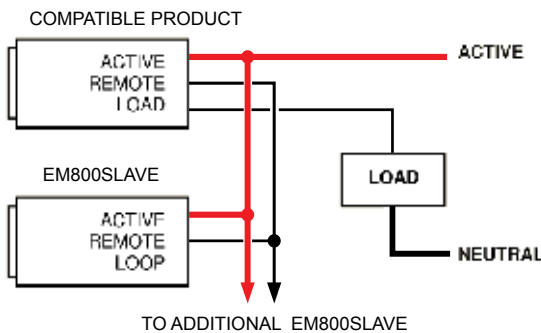 COMPATIBLE PRODUCT
ACTIVE
REMOTE
LOAD
ACTIVE
EM800SLAVE
LOAD
ACTIVE
REMOTE
LOOP
NEUTRAL
TO ADDITIONAL EM800SLAVE